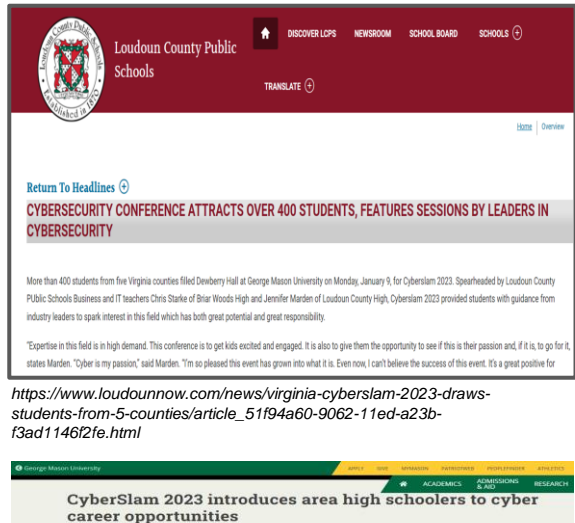 Loudoun County Public Schools
Established in 1870
Loudoun County Public
Schools
DISCOVER LCPS NEWSROOM SCHOOL BOARD SCHOOLS
TRANSLATE
Home Overview
Return To Headlines
CYBERSECURITY CONFERENCE ATTRACTS OVER 400 STUDENTS, FEATURES SESSIONS BY LEADERS IN
CYBERSECURITY
More than 400 students from five Virginia counties filled Dewberry Hall at George Mason University on Monday, January 9, for Cyberslam 2023. Spearheaded by Loudoun County
PUblic Schools Business and IT teachers Chris Starke of Briar Woods High and Jennifer Marden of Loudoun County High, Cyberslam 2023 provided students with guidance from
industry leaders to spark interest in this field which has both great potential and great responsibility.
"Expertise in this field is in high demand. This conference is to get kids excited and engaged. It is also to give them the opportunity to see if this is their passion and, if it is, to go for it,
states Marden. "Cyber is my passion," said Marden. "I'm so pleased this event has grown into what it is. Even now, I can't believe the success of this event. It's a great positive for
https://www.loudounnow.com/news/virginia-cyberslam-2023-draws-
students-from-5-counties/article_51f94a60-9062-11ed-a23b-
f3ad1146f2fe.html
George Mason University APPLY GIVE MYMASON PATRIOTWEB PEOPLEFINDER ATHLETICS
ACADEMICS ADMISSIONS & AID RESEARCH
CyberSlam 2023 introduces area high schoolers to cyber
career opportunities